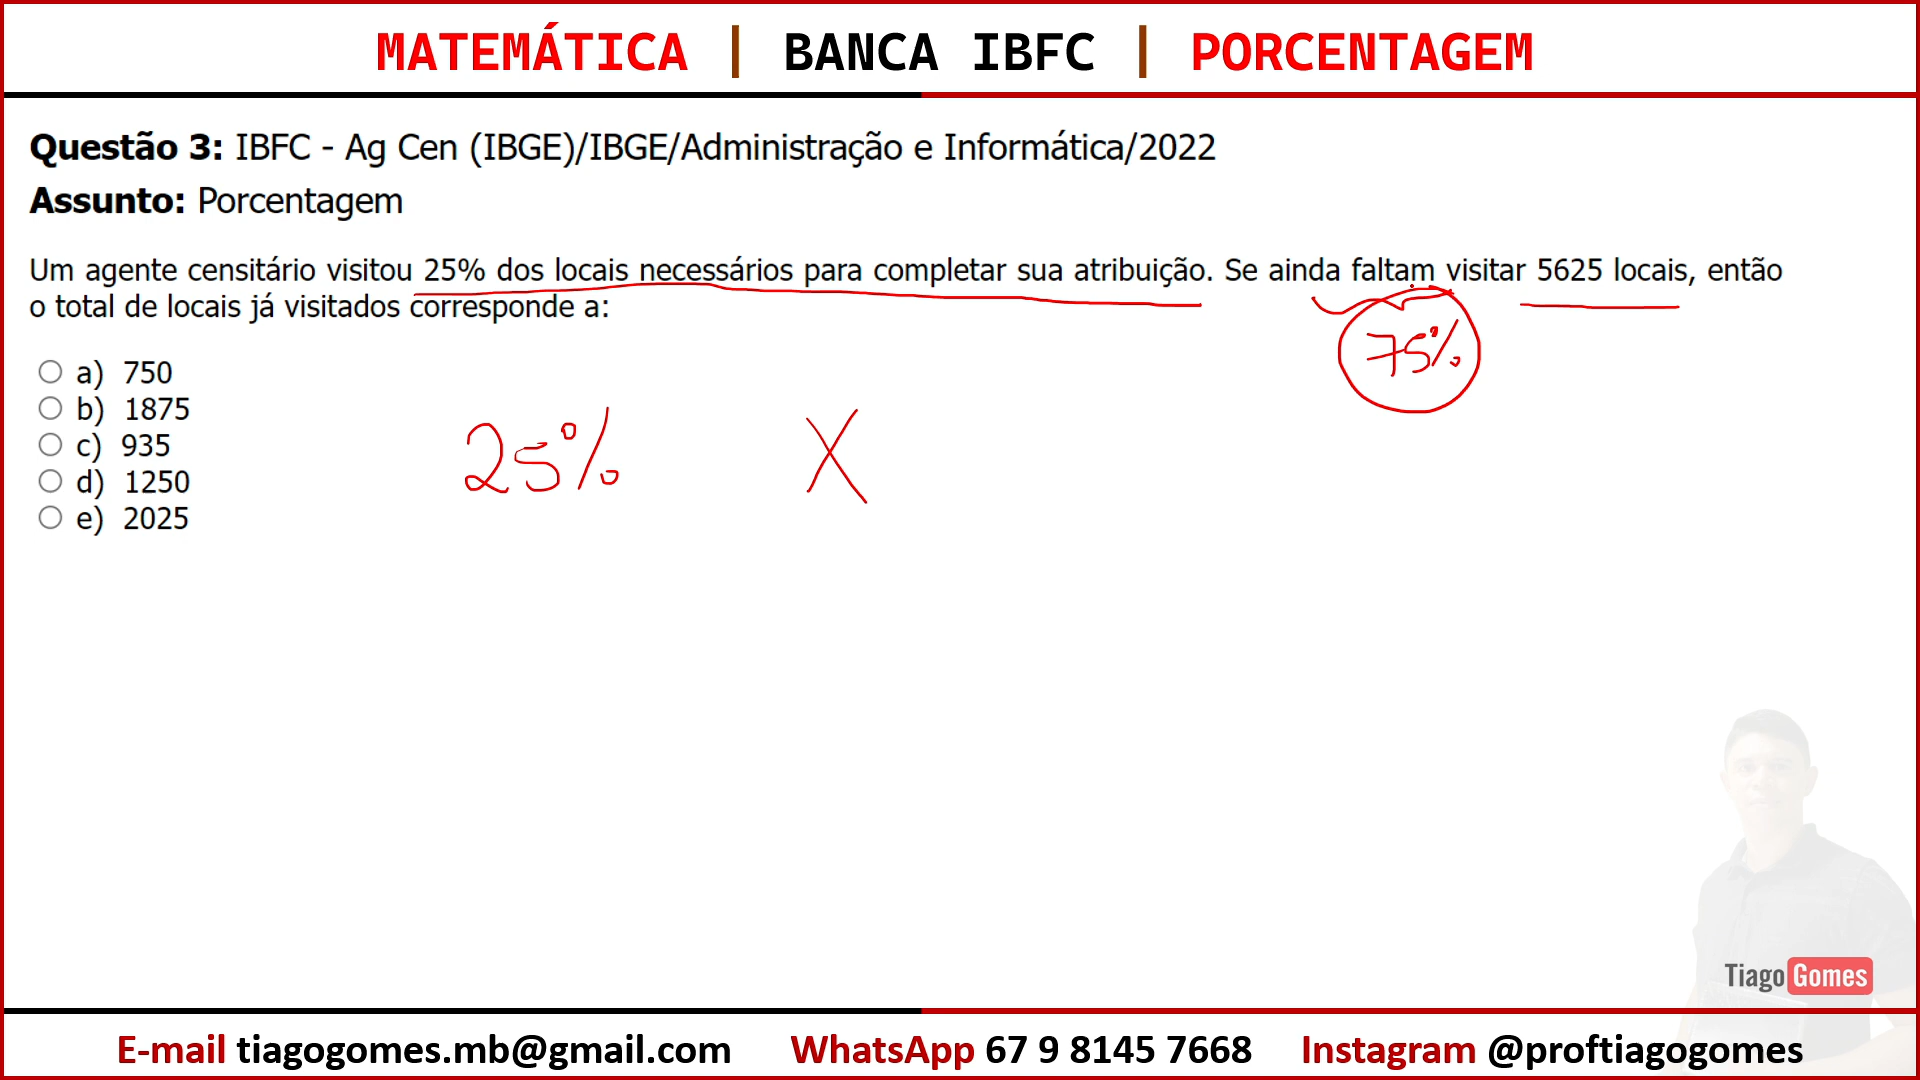 MATEMÁTICA | BANCA IBFC | PORCENTAGEM
Questão 3: IBFC - Ag Cen (IBGE)/IBGE/Administração e Informática/2022
Assunto: Porcentagem
Um agente censitário visitou 25% dos locais necessários para completar sua atribuição. Se ainda faltam visitar 5625 locais, então
o total de locais já visitados corresponde a:
75%
a) 750
b) 1875
c) 935
d) 1250
e) 2025
25% X
Tiago Gomes
E-mail tiagogomes.mb@gmail.com WhatsApp 67 9 8145 7668 Instagram @proftiagogomes